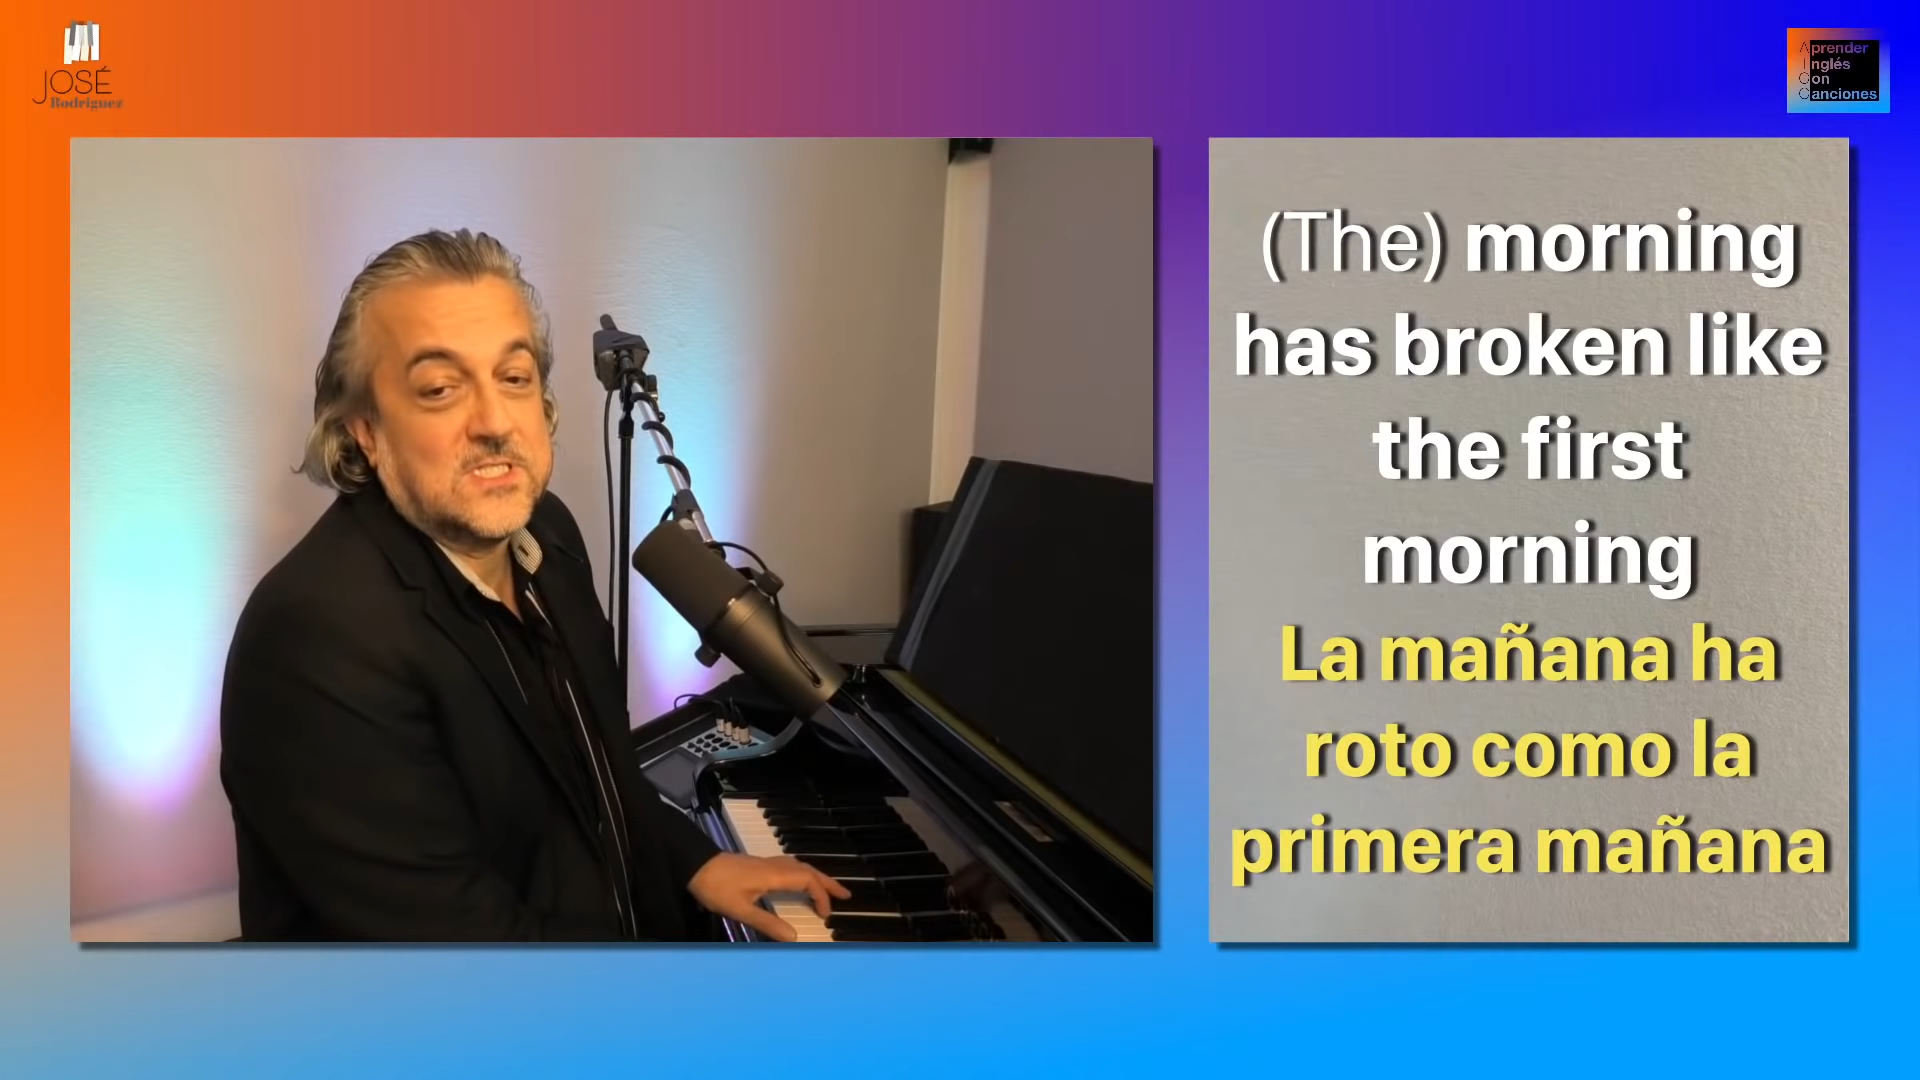 JOSÉ
Rodríguez
Aprender
Inglés
Con
Canciones
(The) morning
has broken like
the first
morning
La mañana ha
roto como la
primera mañana